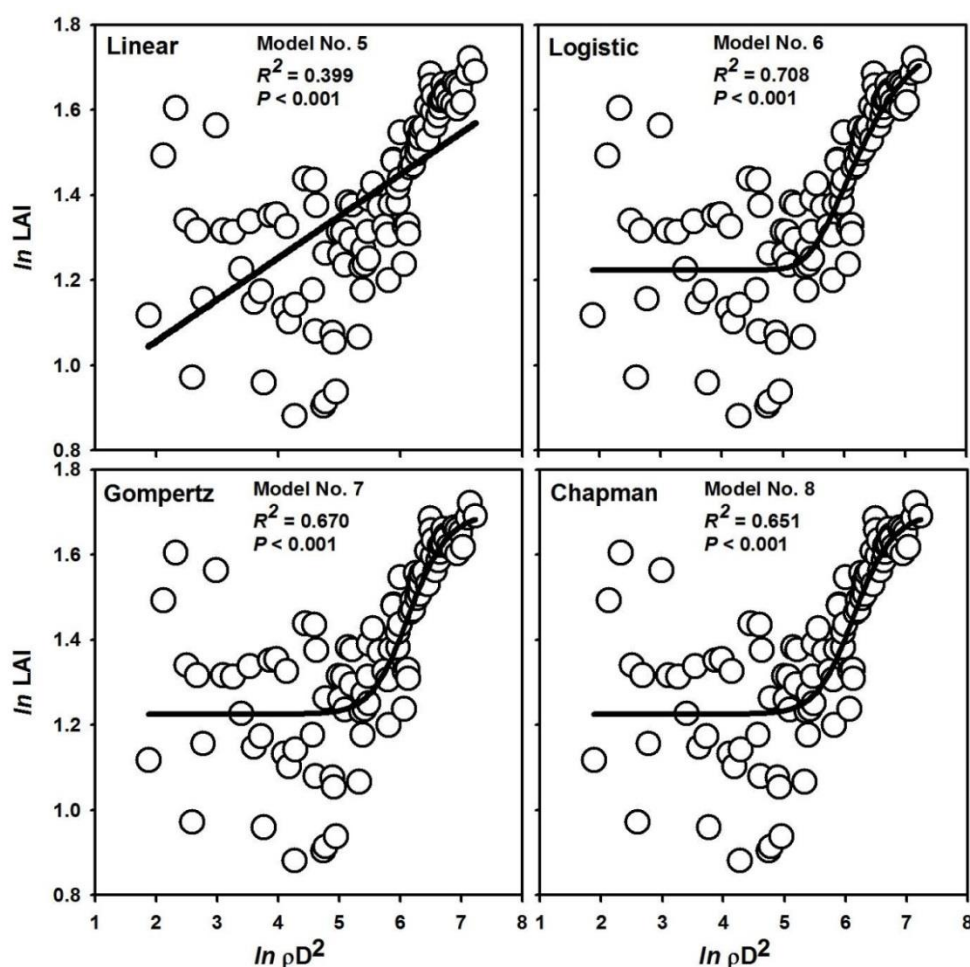 1.8
Linear
Model No. 5
R² = 0.399
P < 0.001
1.6
1.4
1.2
1.0
0.8
ln LAI
Logistic
Model No. 6
R² = 0.708
P < 0.001
1.8
Gompertz
Model No. 7
R² = 0.670
P < 0.001
1.6
1.4
1.2
1.0
0.8
ln LAI
1 2 3 4 5 6 7
ln ρD²
Chapman
Model No. 8
R² = 0.651
P < 0.001
1 2 3 4 5 6 7 8
ln ρD²